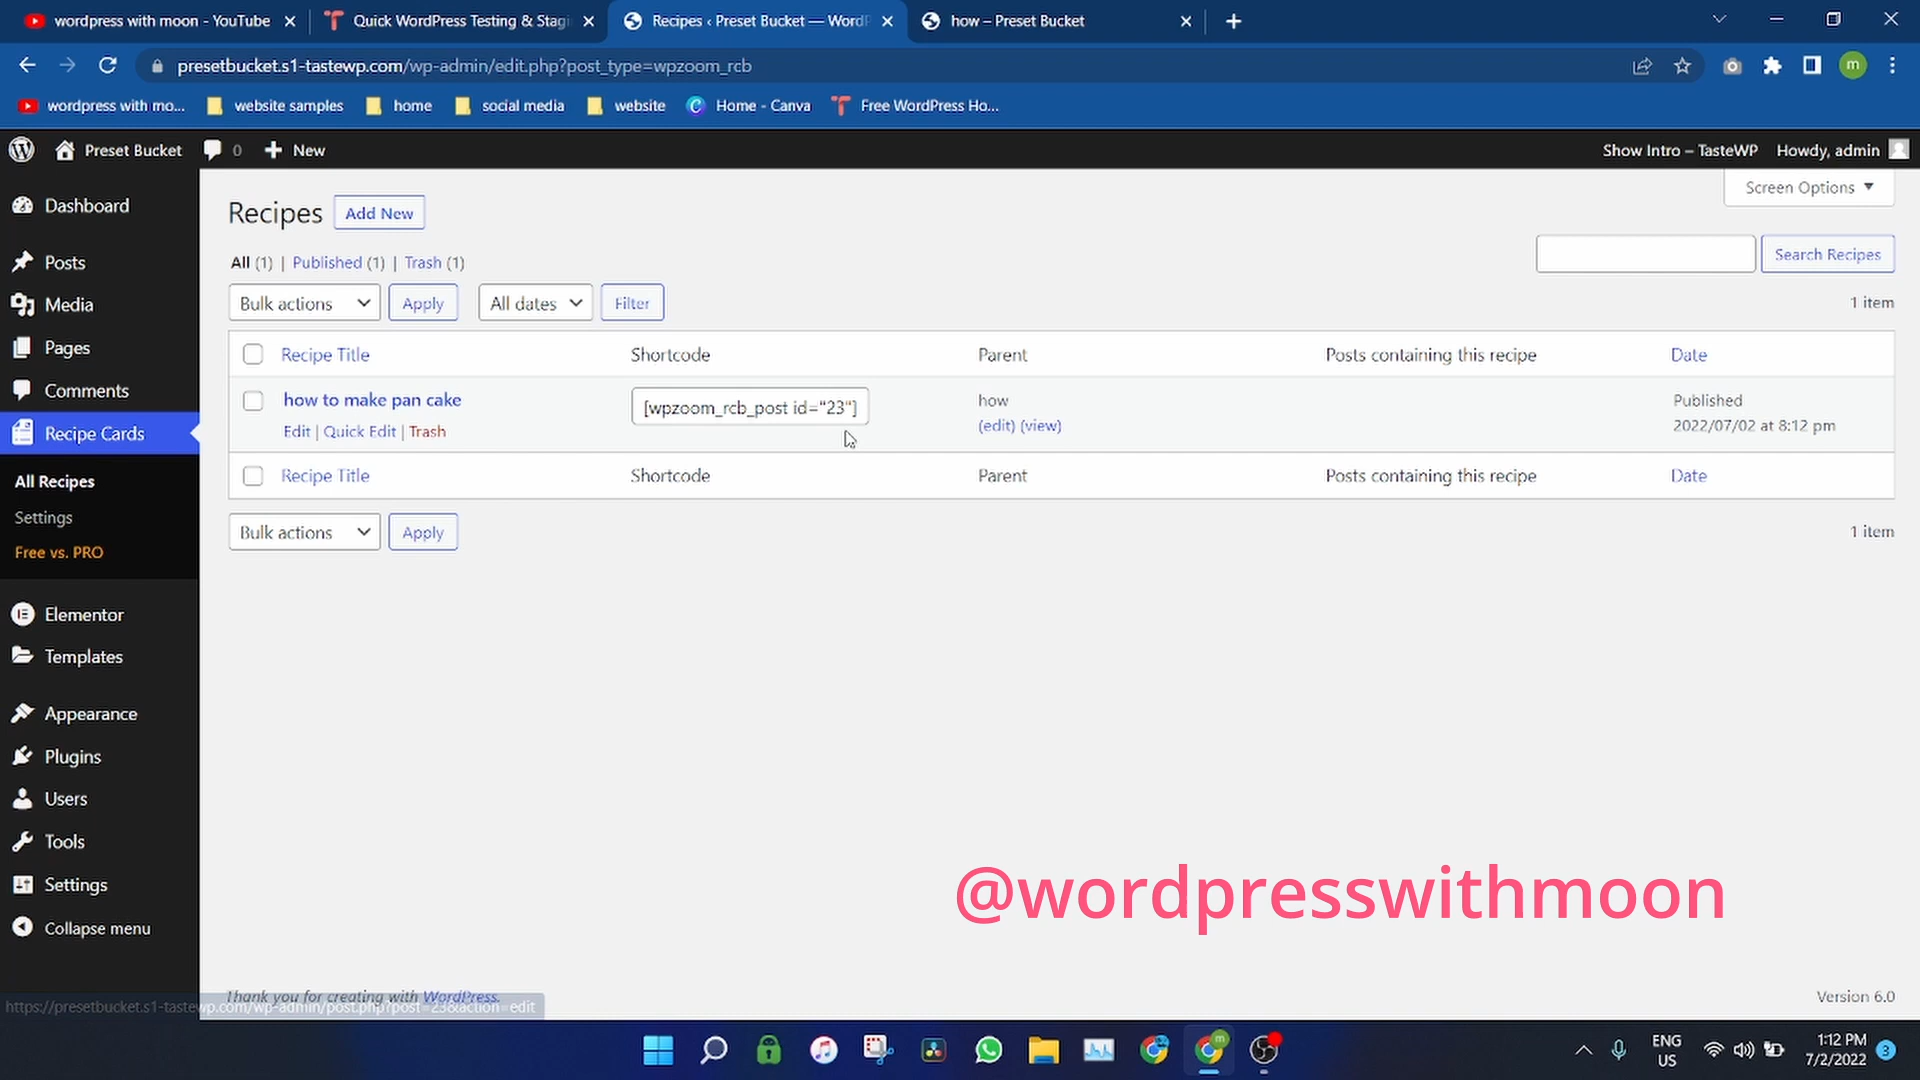 wordpress with moon - YouTube
Quick WordPress Testing & Stagi
Recipes ‹ Preset Bucket — WordP
how – Preset Bucket
presetbucket.s1-tastewp.com/wp-admin/edit.php?post_type=wpzoom_rcb
m
wordpress with mo...
website samples
home
social media
website
Home - Canva
Free WordPress Ho...
Preset Bucket
0
New
Show Intro – TasteWP
Howdy, admin
Dashboard
Posts
Media
Pages
Comments
Recipe Cards
All Recipes
Settings
Free vs. PRO
Elementor
Templates
Appearance
Plugins
Users
Tools
Settings
Collapse menu
Recipes
Add New
Screen Options
All (1) | Published (1) | Trash (1)
Search Recipes
Bulk actions
Apply
All dates
Filter
1 item
Recipe Title
Shortcode
Parent
Posts containing this recipe
Date
how to make pan cake
Edit | Quick Edit | Trash
[wpzoom_rcb_post id="23"]
how
(edit) (view)
Published
2022/07/02 at 8:12 pm
Recipe Title
Shortcode
Parent
Posts containing this recipe
Date
Bulk actions
Apply
1 item
@wordpresswithmoon
Thank you for creating with WordPress.
Version 6.0
https://presetbucket.s1-tastewp.com/wp-admin/post.php?post=23&action=edit
m
ENG
US
1:12 PM
7/2/2022
3